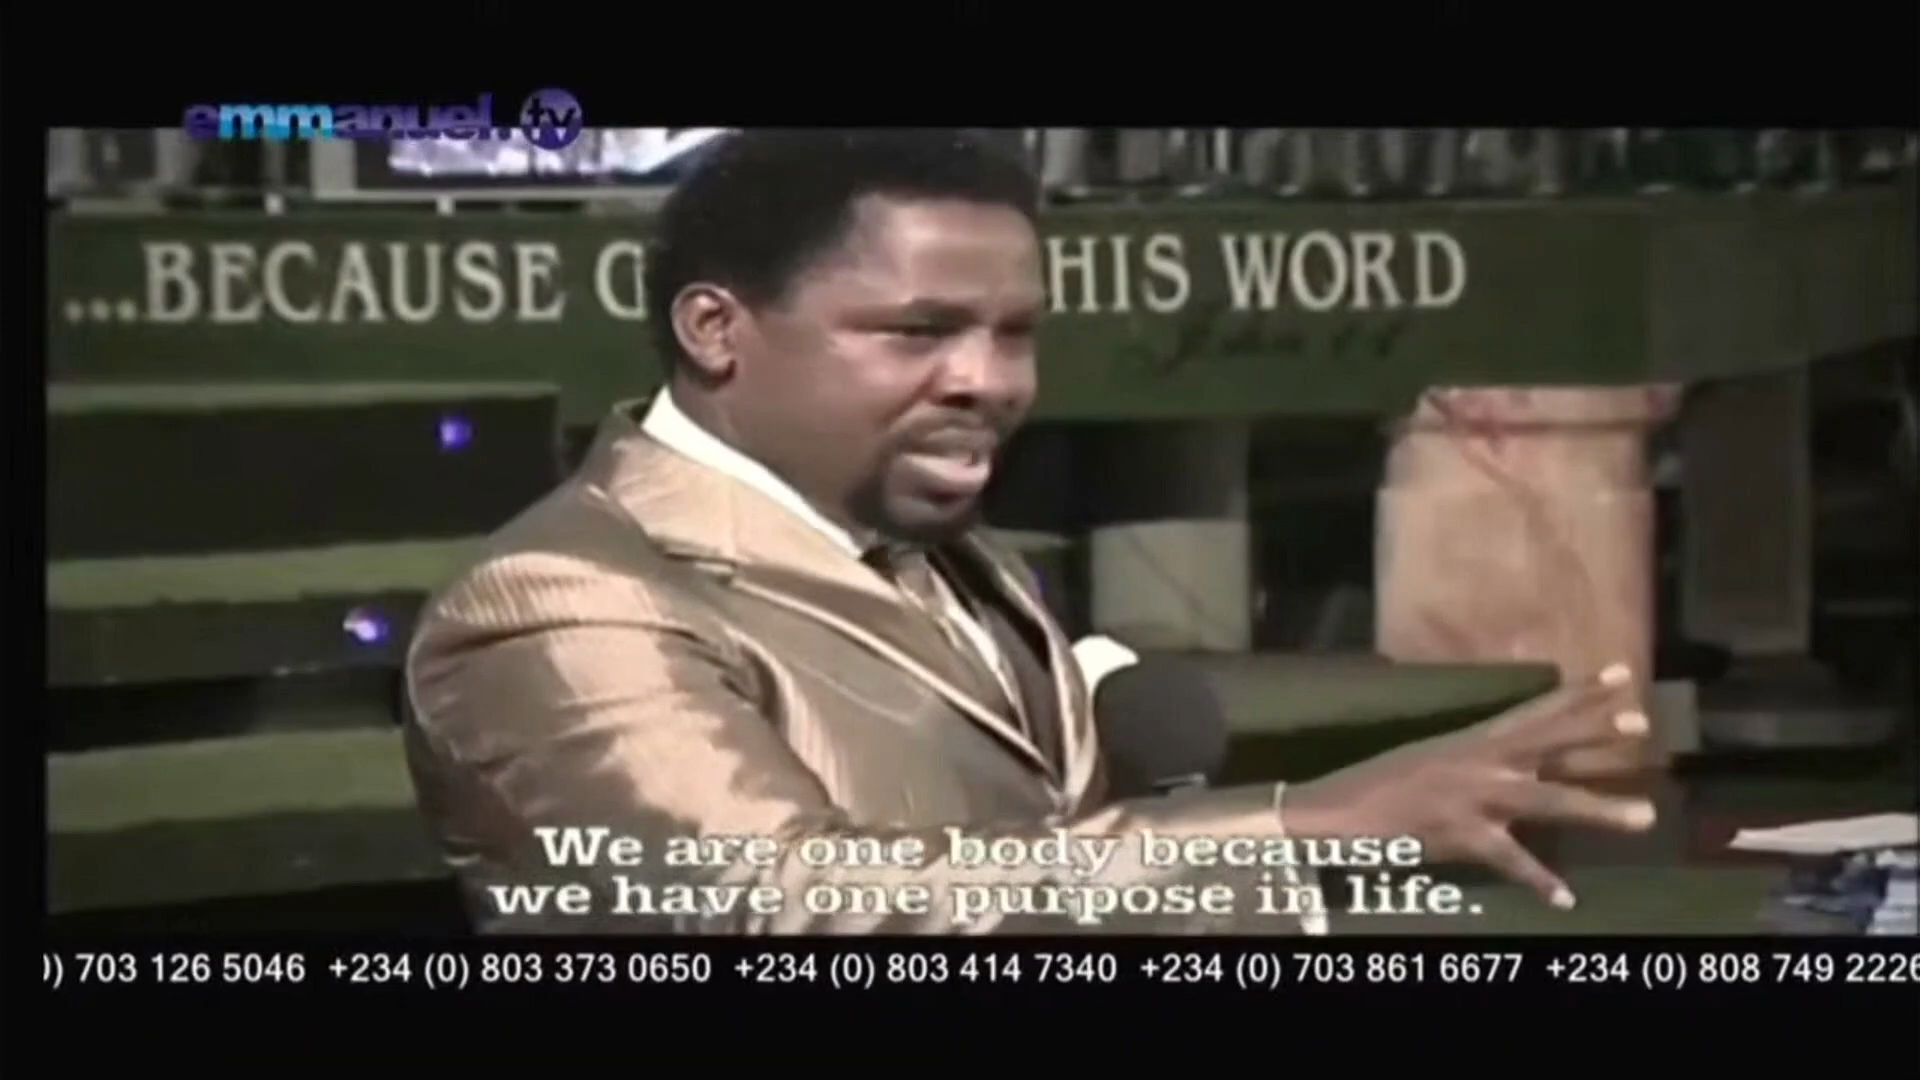 emmanuel.tv
...BECAUSE G HIS WORD
We are one body because
we have one purpose in life.
) 703 126 5046 +234 (0) 803 373 0650 +234 (0) 803 414 7340 +234 (0) 703 861 6677 +234 (0) 808 749 2226